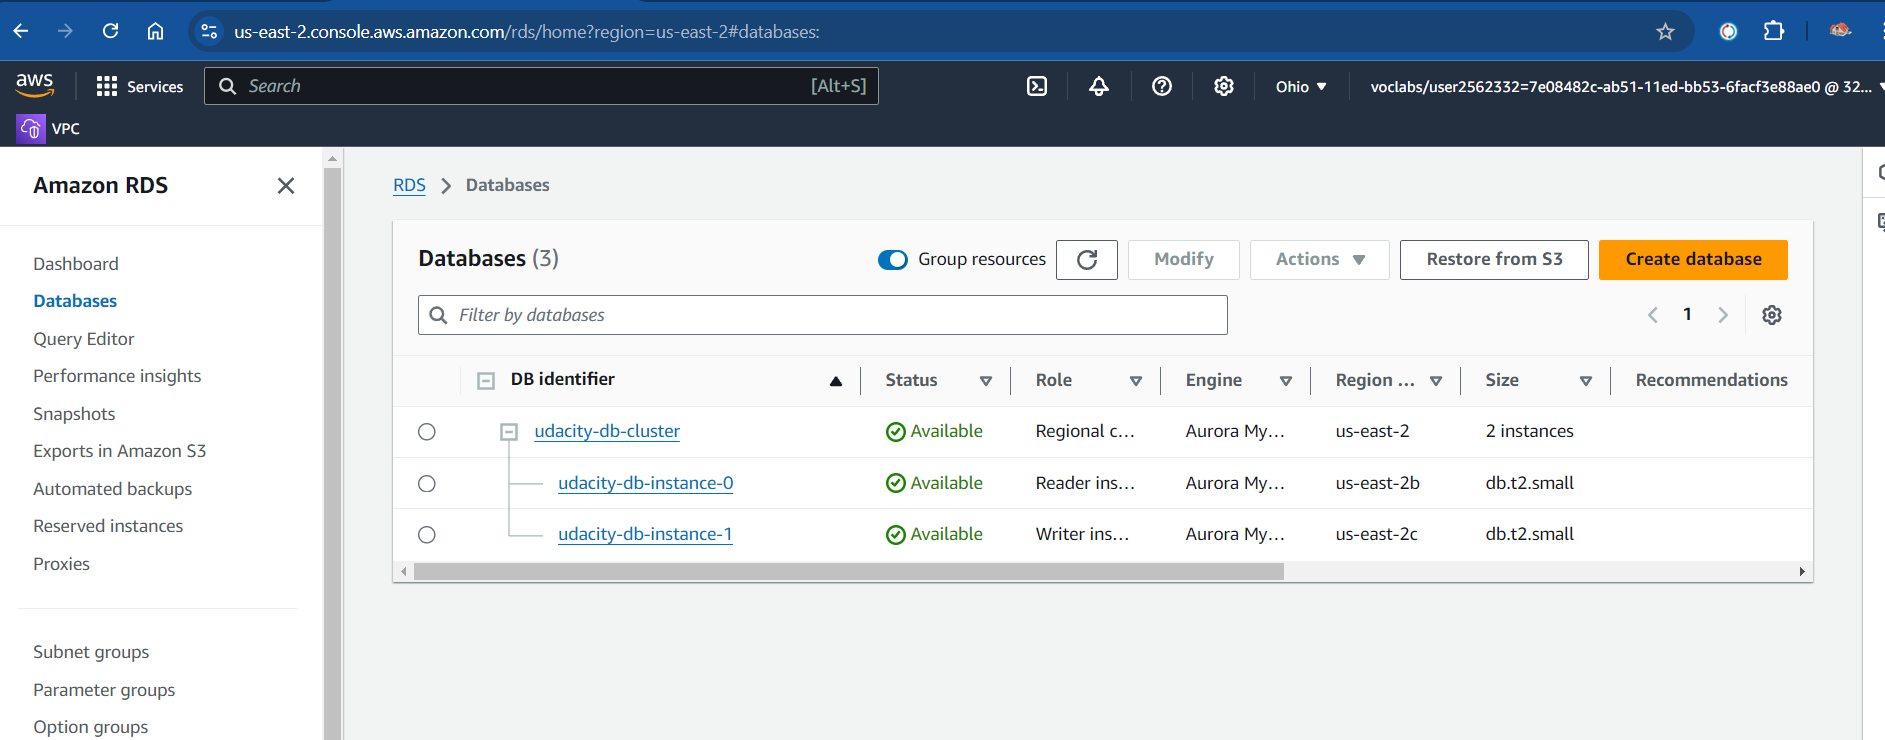 us-east-2.console.aws.amazon.com/rds/home?region=us-east-2#databases:
aws Services Search [Alt+S] Ohio voclabs/user2562332=7e08482c-ab51-11ed-bb53-6facf3e88ae0 @ 32...
VPC
Amazon RDS
Dashboard
Databases
Query Editor
Performance insights
Snapshots
Exports in Amazon S3
Automated backups
Reserved instances
Proxies
Subnet groups
Parameter groups
Option groups
RDS > Databases
Databases (3) Group resources Modify Actions Restore from S3 Create database
Filter by databases 1
DB identifier Status Role Engine Region ... Size Recommendations
udacity-db-cluster Available Regional c... Aurora My... us-east-2 2 instances
udacity-db-instance-0 Available Reader ins... Aurora My... us-east-2b db.t2.small
udacity-db-instance-1 Available Writer ins... Aurora My... us-east-2c db.t2.small